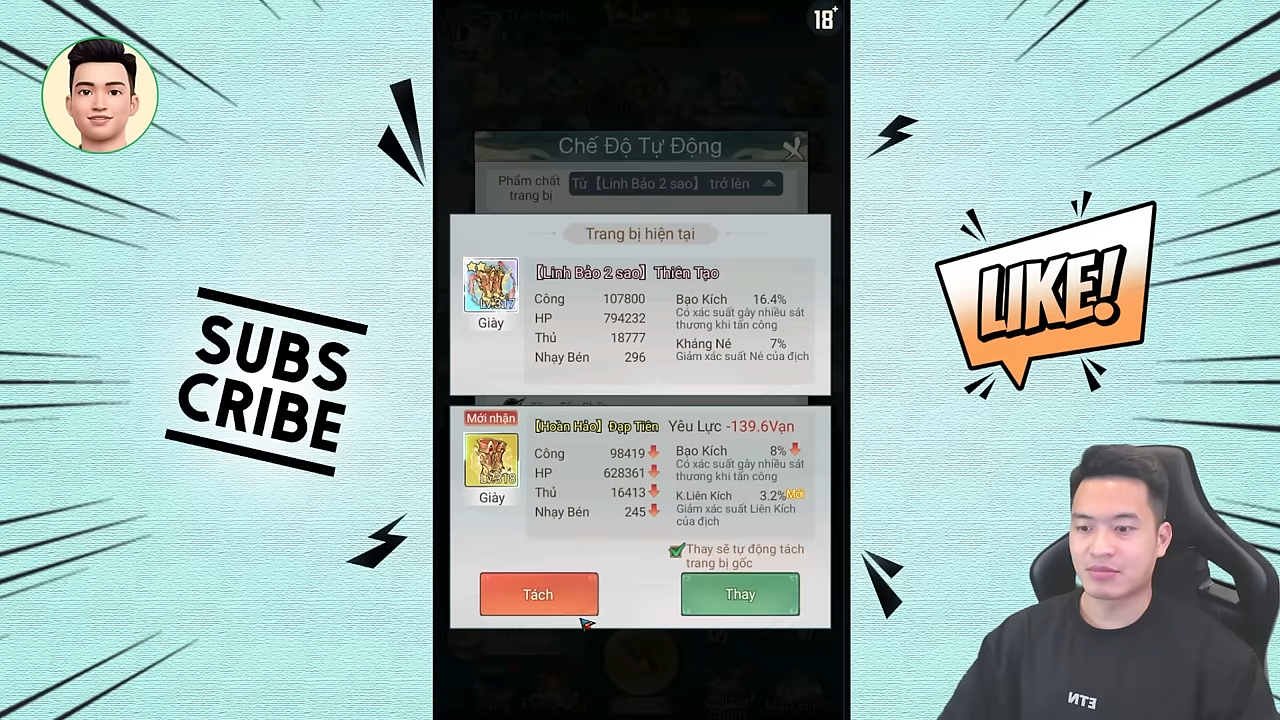 18+
Chế Độ Tự Động
Phẩm chất
trang bị
Từ【Linh Bảo 2 sao】 trở lên
Trang bị hiện tại
【Linh Bảo 2 sao】 Thiên Tạo
Lv.317
Giày
Công 107800
HP 794232
Thủ 18777
Nhạy Bén 296
Bạo Kích 16.4%
Có xác suất gây nhiều sát
thương khi tấn công
Kháng Né 7%
Giảm xác suất Né của địch
Mới nhận
【Hoàn Hảo】 Đạp Tiên Yêu Lực -139.6Vạn
Lv.318
Giày
Công 98419
HP 628361
Thủ 16413
Nhạy Bén 245
Bạo Kích 8%
Có xác suất gây nhiều sát
thương khi tấn công
K.Liên Kích 3.2% Mới
Giảm xác suất Liên Kích
của địch
Thay sẽ tự động tách
trang bị gốc
Tách
Thay
SUBS
CRIBE
LIKE!
ETN